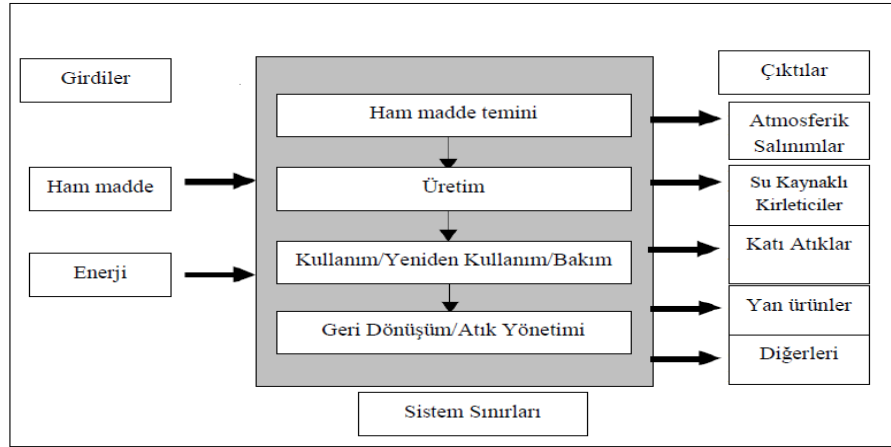 Girdiler
Ham madde
Enerji
Ham madde temini
Üretim
Kullanım/Yeniden Kullanım/Bakım
Geri Dönüşüm/Atık Yönetimi
Sistem Sınırları
Çıktılar
Atmosferik
Salınımlar
Su Kaynaklı
Kirleticiler
Katı Atıklar
Yan ürünler
Diğerleri